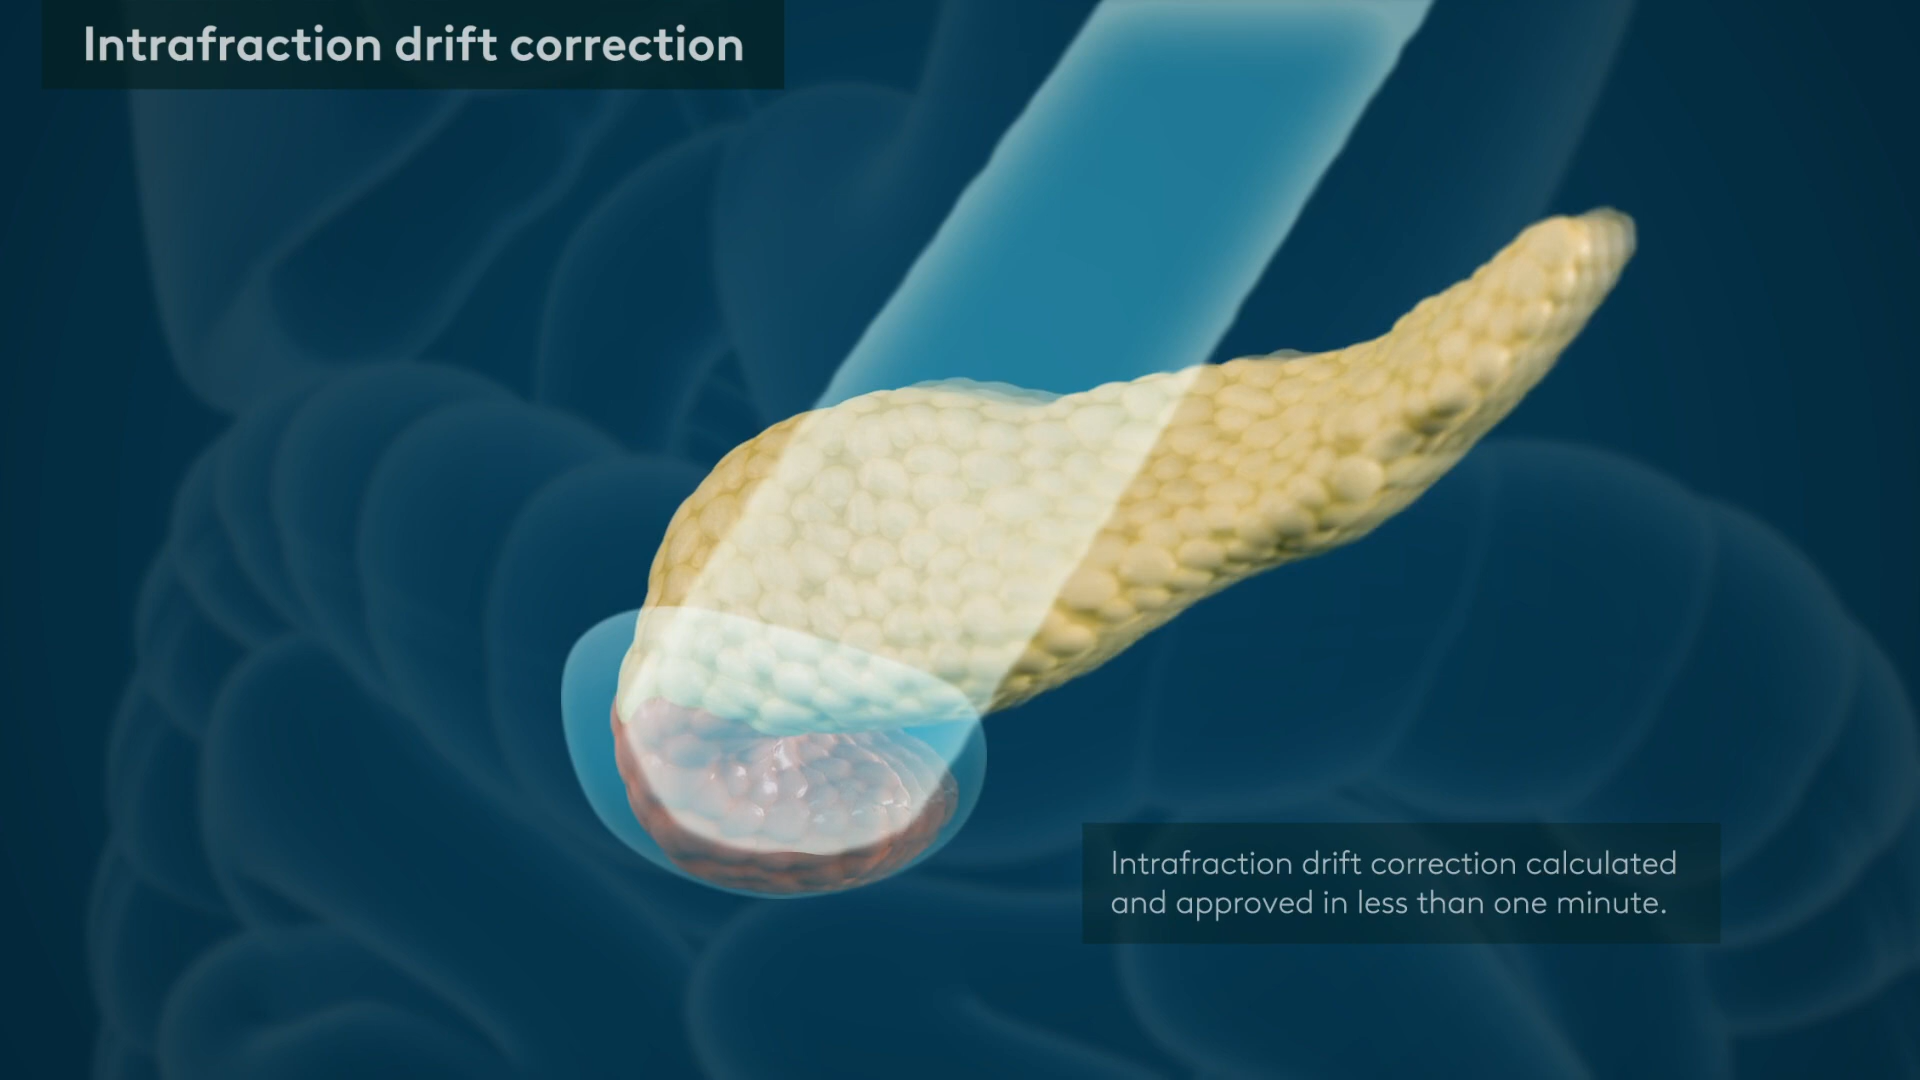 Intrafraction drift correction
Intrafraction drift correction calculated
and approved in less than one minute.